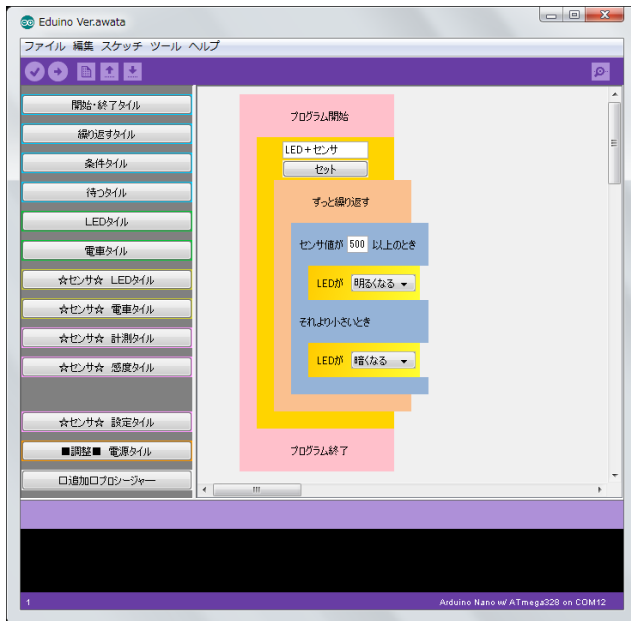 Eduino Ver.awata
ファイル 編集 スケッチ ツール ヘルプ
開始・終了タイル
繰り返すタイル
条件タイル
待つタイル
LEDタイル
電車タイル
☆センサ☆ LEDタイル
☆センサ☆ 電車タイル
☆センサ☆ 計測タイル
☆センサ☆ 感度タイル
☆センサ☆ 設定タイル
■調整■ 電源タイル
□追加□プロシージャー
プログラム開始
LED+センサ
セット
ずっと繰り返す
センサ値が 500 以上のとき
LEDが 明るくなる
それより小さいとき
LEDが 暗くなる
プログラム終了
1
Arduino Nano w/ ATmega328 on COM12